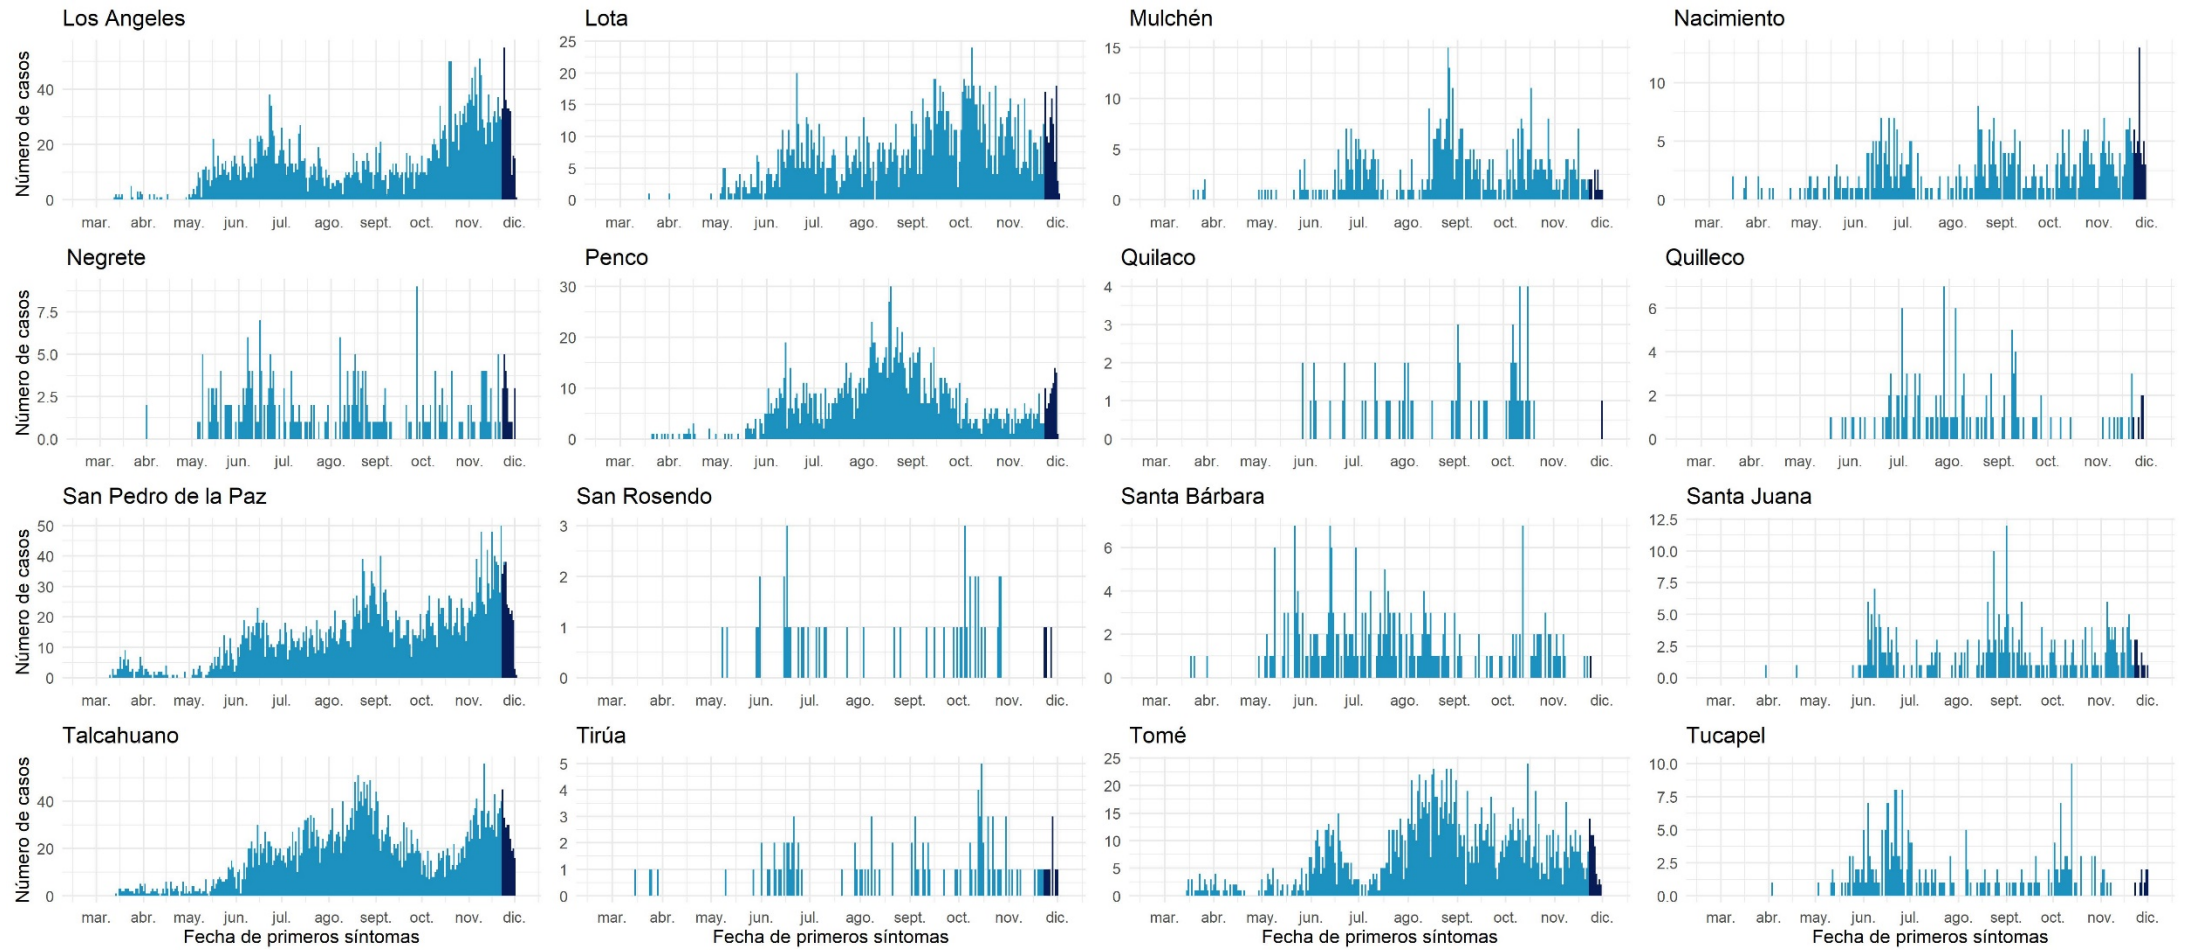 Los Angeles
Lota
Mulchén
Nacimiento
Número de casos
40
20
0
25
20
15
10
5
0
15
10
5
0
10
5
0
mar. abr. may. jun. jul. ago. sept. oct. nov. dic.
mar. abr. may. jun. jul. ago. sept. oct. nov. dic.
mar. abr. may. jun. jul. ago. sept. oct. nov. dic.
mar. abr. may. jun. jul. ago. sept. oct. nov. dic.
Negrete
Penco
Quilaco
Quilleco
Número de casos
7.5
5.0
2.5
0.0
30
20
10
0
4
3
2
1
0
6
4
2
0
mar. abr. may. jun. jul. ago. sept. oct. nov. dic.
mar. abr. may. jun. jul. ago. sept. oct. nov. dic.
mar. abr. may. jun. jul. ago. sept. oct. nov. dic.
mar. abr. may. jun. jul. ago. sept. oct. nov. dic.
San Pedro de la Paz
San Rosendo
Santa Bárbara
Santa Juana
Número de casos
50
40
30
20
10
0
3
2
1
0
6
4
2
0
12.5
10.0
7.5
5.0
2.5
0.0
mar. abr. may. jun. jul. ago. sept. oct. nov. dic.
mar. abr. may. jun. jul. ago. sept. oct. nov. dic.
mar. abr. may. jun. jul. ago. sept. oct. nov. dic.
mar. abr. may. jun. jul. ago. sept. oct. nov. dic.
Talcahuano
Tirúa
Tomé
Tucapel
Número de casos
40
20
0
5
4
3
2
1
0
25
20
15
10
5
0
10.0
7.5
5.0
2.5
0.0
mar. abr. may. jun. jul. ago. sept. oct. nov. dic.
mar. abr. may. jun. jul. ago. sept. oct. nov. dic.
mar. abr. may. jun. jul. ago. sept. oct. nov. dic.
mar. abr. may. jun. jul. ago. sept. oct. nov. dic.
Fecha de primeros síntomas
Fecha de primeros síntomas
Fecha de primeros síntomas
Fecha de primeros síntomas